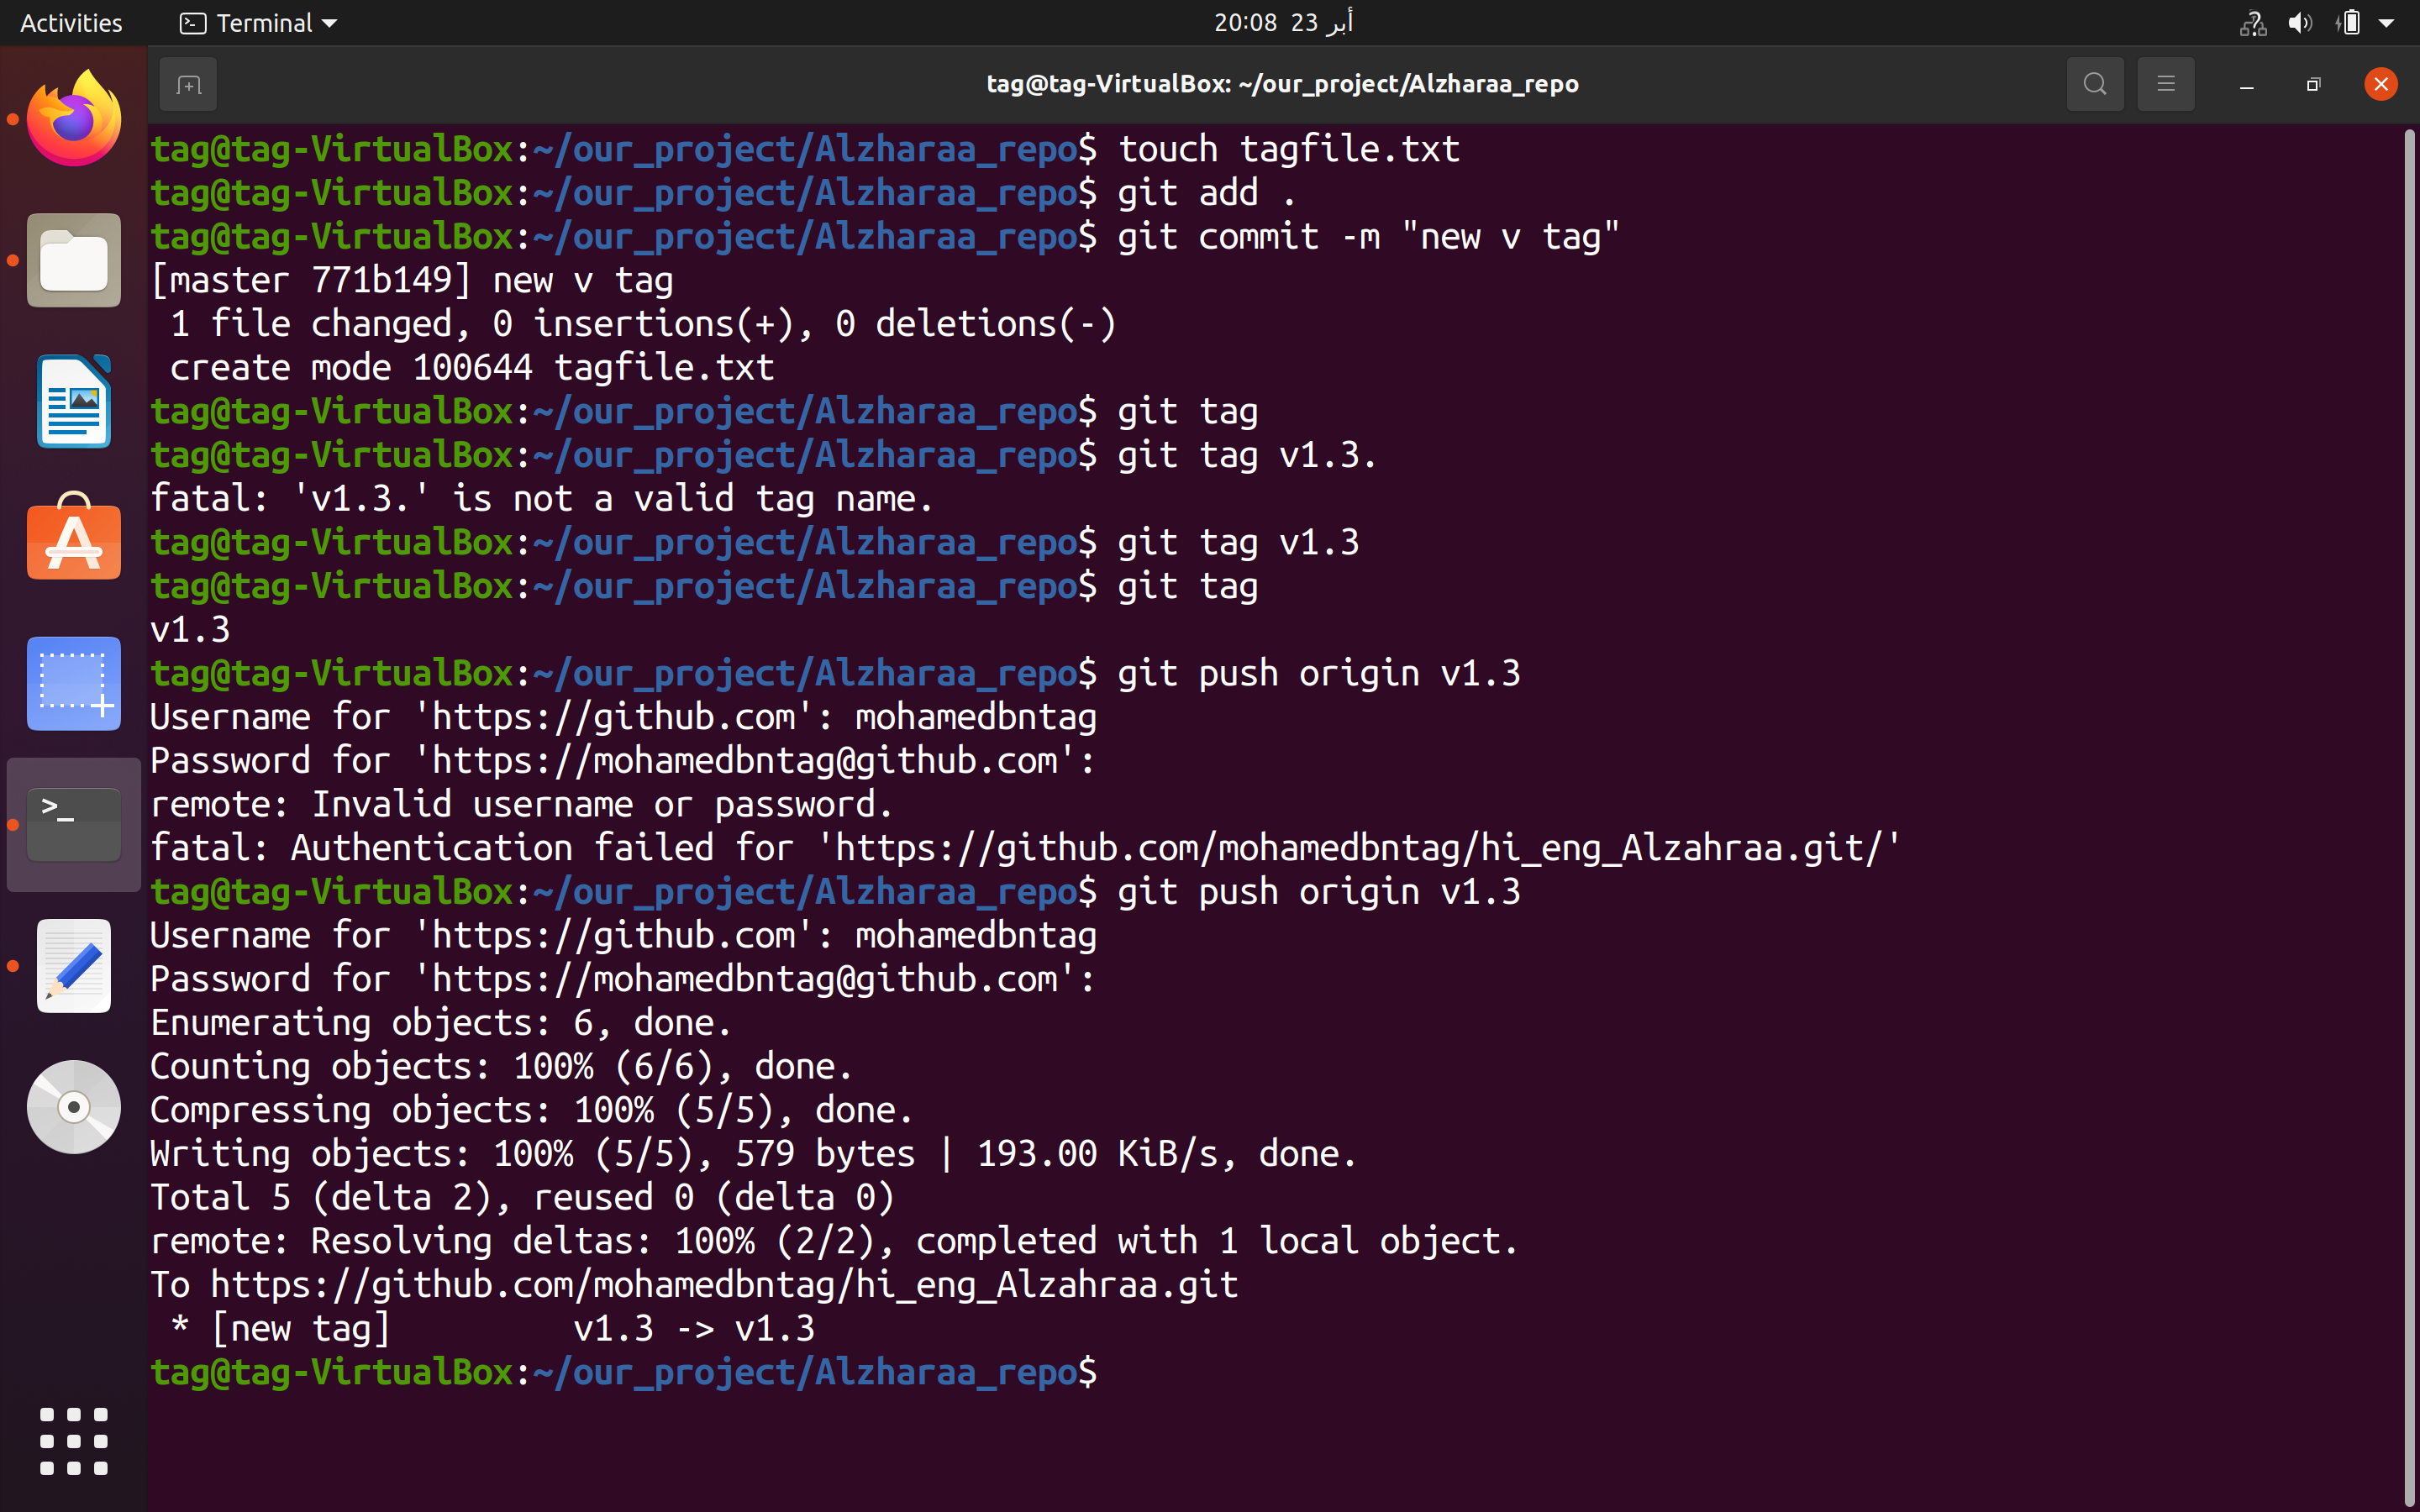 Activities Terminal 20:08 23 أبر
tag@tag-VirtualBox: ~/our_project/Alzharaa_repo
tag@tag-VirtualBox:~/our_project/Alzharaa_repo$ touch tagfile.txt
tag@tag-VirtualBox:~/our_project/Alzharaa_repo$ git add .
tag@tag-VirtualBox:~/our_project/Alzharaa_repo$ git commit -m "new v tag"
[master 771b149] new v tag
 1 file changed, 0 insertions(+), 0 deletions(-)
 create mode 100644 tagfile.txt
tag@tag-VirtualBox:~/our_project/Alzharaa_repo$ git tag
tag@tag-VirtualBox:~/our_project/Alzharaa_repo$ git tag v1.3.
fatal: 'v1.3.' is not a valid tag name.
tag@tag-VirtualBox:~/our_project/Alzharaa_repo$ git tag v1.3
tag@tag-VirtualBox:~/our_project/Alzharaa_repo$ git tag
v1.3
tag@tag-VirtualBox:~/our_project/Alzharaa_repo$ git push origin v1.3
Username for 'https://github.com': mohamedbntag
Password for 'https://mohamedbntag@github.com':
remote: Invalid username or password.
fatal: Authentication failed for 'https://github.com/mohamedbntag/hi_eng_Alzahraa.git/'
tag@tag-VirtualBox:~/our_project/Alzharaa_repo$ git push origin v1.3
Username for 'https://github.com': mohamedbntag
Password for 'https://mohamedbntag@github.com':
Enumerating objects: 6, done.
Counting objects: 100% (6/6), done.
Compressing objects: 100% (5/5), done.
Writing objects: 100% (5/5), 579 bytes | 193.00 KiB/s, done.
Total 5 (delta 2), reused 0 (delta 0)
remote: Resolving deltas: 100% (2/2), completed with 1 local object.
To https://github.com/mohamedbntag/hi_eng_Alzahraa.git
 * [new tag]         v1.3 -> v1.3
tag@tag-VirtualBox:~/our_project/Alzharaa_repo$